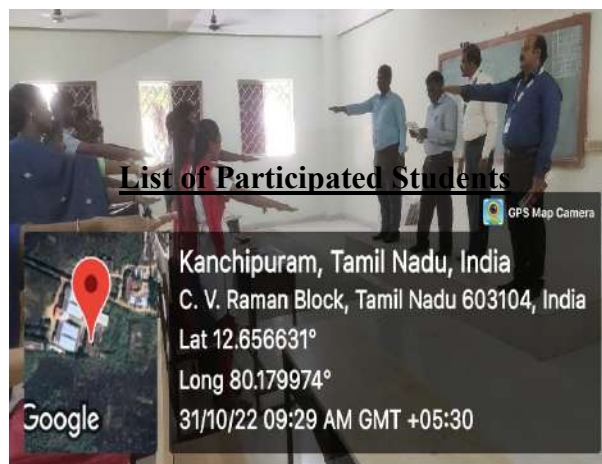 List of Participated Students
GPS Map Camera
Kanchipuram, Tamil Nadu, India
C. V. Raman Block, Tamil Nadu 603104, India
Lat 12.656631°
Long 80.179974°
31/10/22 09:29 AM GMT +05:30
Google